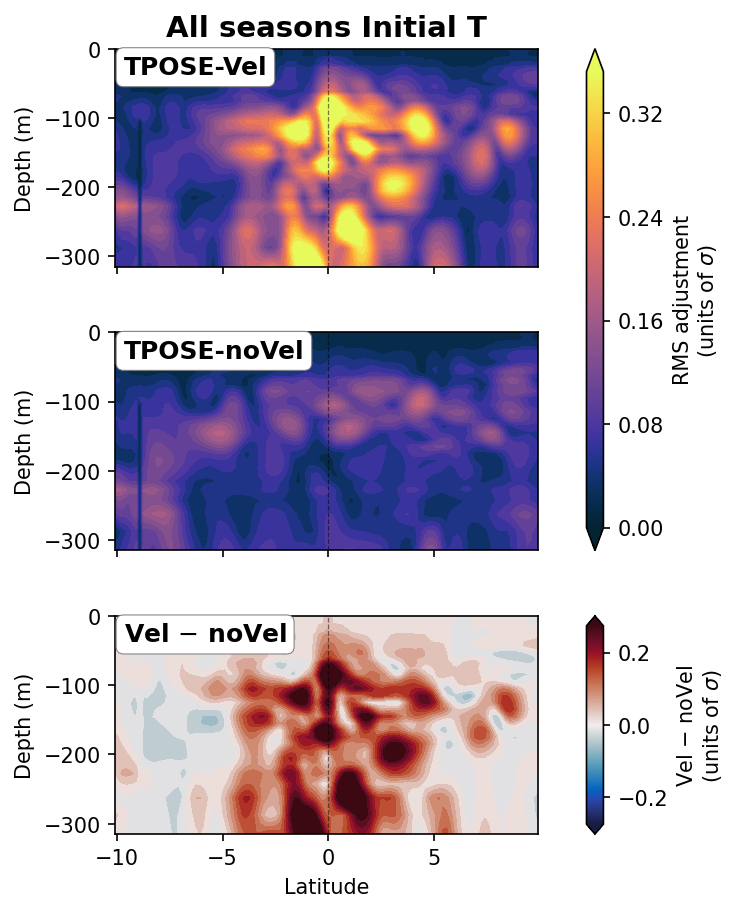 All seasons Initial T
TPOSE-Vel
0
−100
−200
−300
Depth (m)
TPOSE-noVel
0
−100
−200
−300
Depth (m)
0.32
0.24
0.16
0.08
0.00
RMS adjustment
(units of σ)
Vel − noVel
0
−100
−200
−300
Depth (m)
−10
−5
0
5
Latitude
0.2
0.0
−0.2
Vel − noVel
(units of σ)